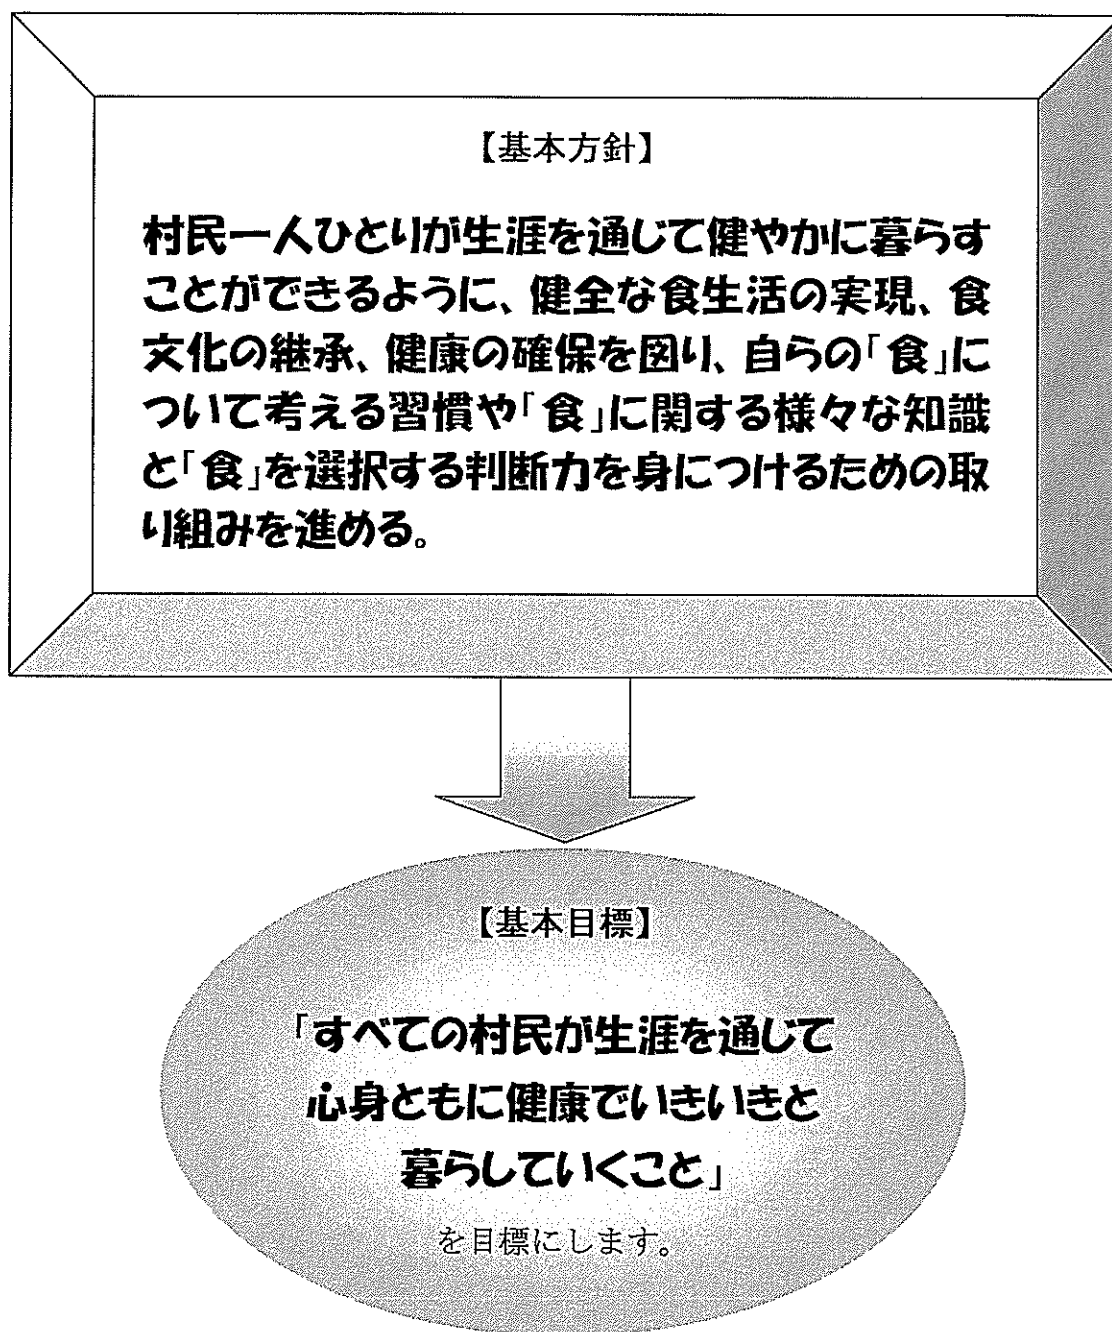 【基本方針】
村民一人ひとりが生涯を通じて健やかに暮らす
ことができるように、健全な食生活の実現、食
文化の継承、健康の確保を図り、自らの「食」に
ついて考える習慣や「食」に関する様々な知識
と「食」を選択する判断力を身につけるための取
り組みを進める。
【基本目標】
「すべての村民が生涯を通じて
心身ともに健康でいきいきと
暮らしていくこと」
を目標にします。